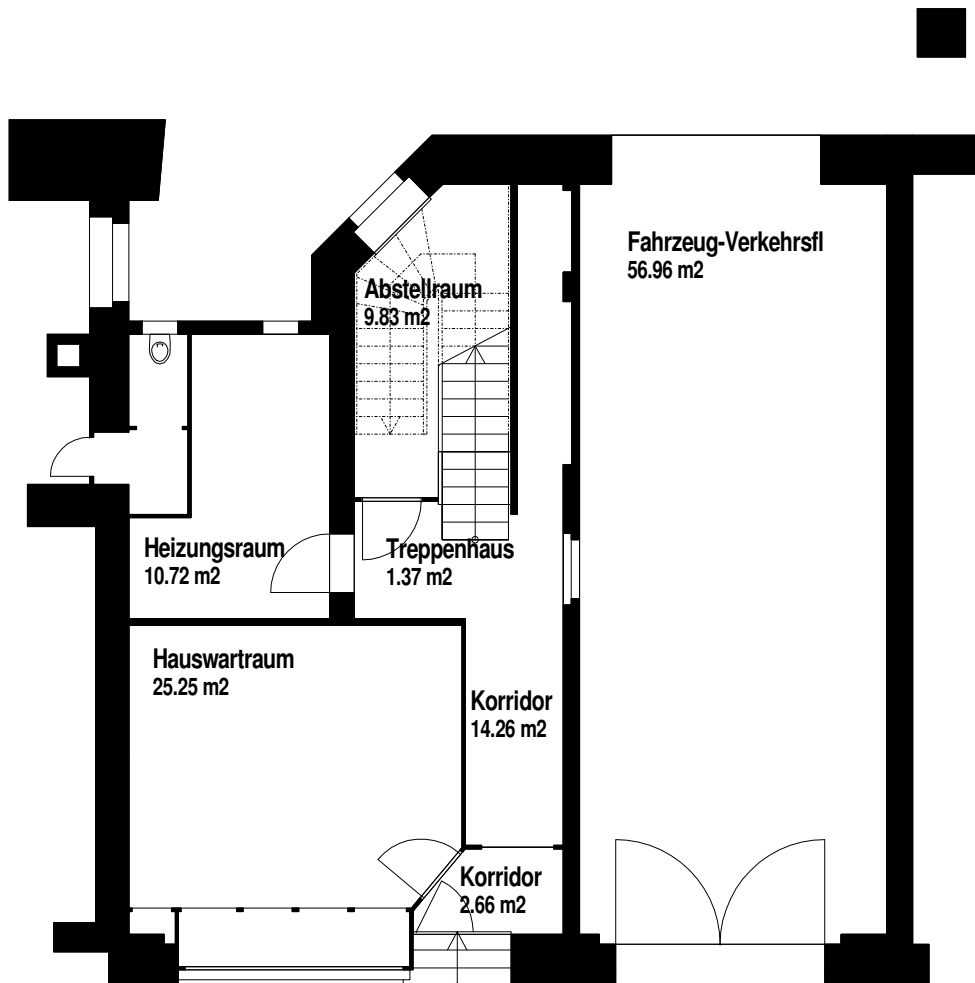 Fahrzeug-Verkehrsfl
56.96 m2
Abstellraum
9.83 m2
Heizungsraum
10.72 m2
Treppenhaus
1.37 m2
Hauswartraum
25.25 m2
Korridor
14.26 m2
Korridor
2.66 m2